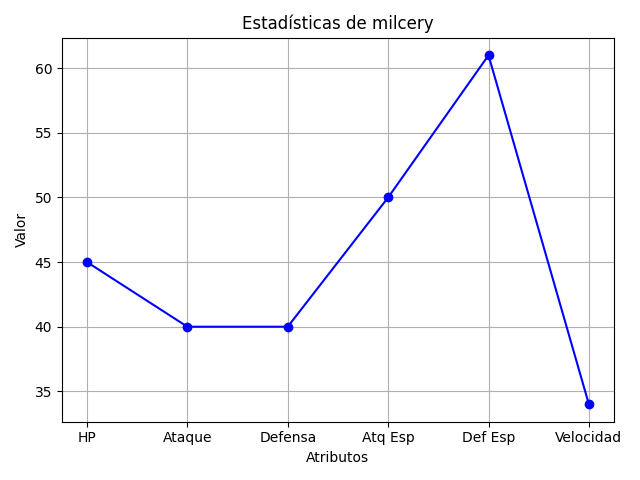 Estadísticas de milcery
Valor
60
55
50
45
40
35
HP Ataque Defensa Atq Esp Def Esp Velocidad
Atributos